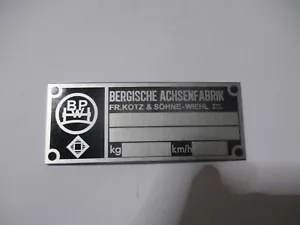 BPW
BERGISCHE ACHSENFABRIK
FR. KOTZ & SÖHNE-WIEHL
kg km/h